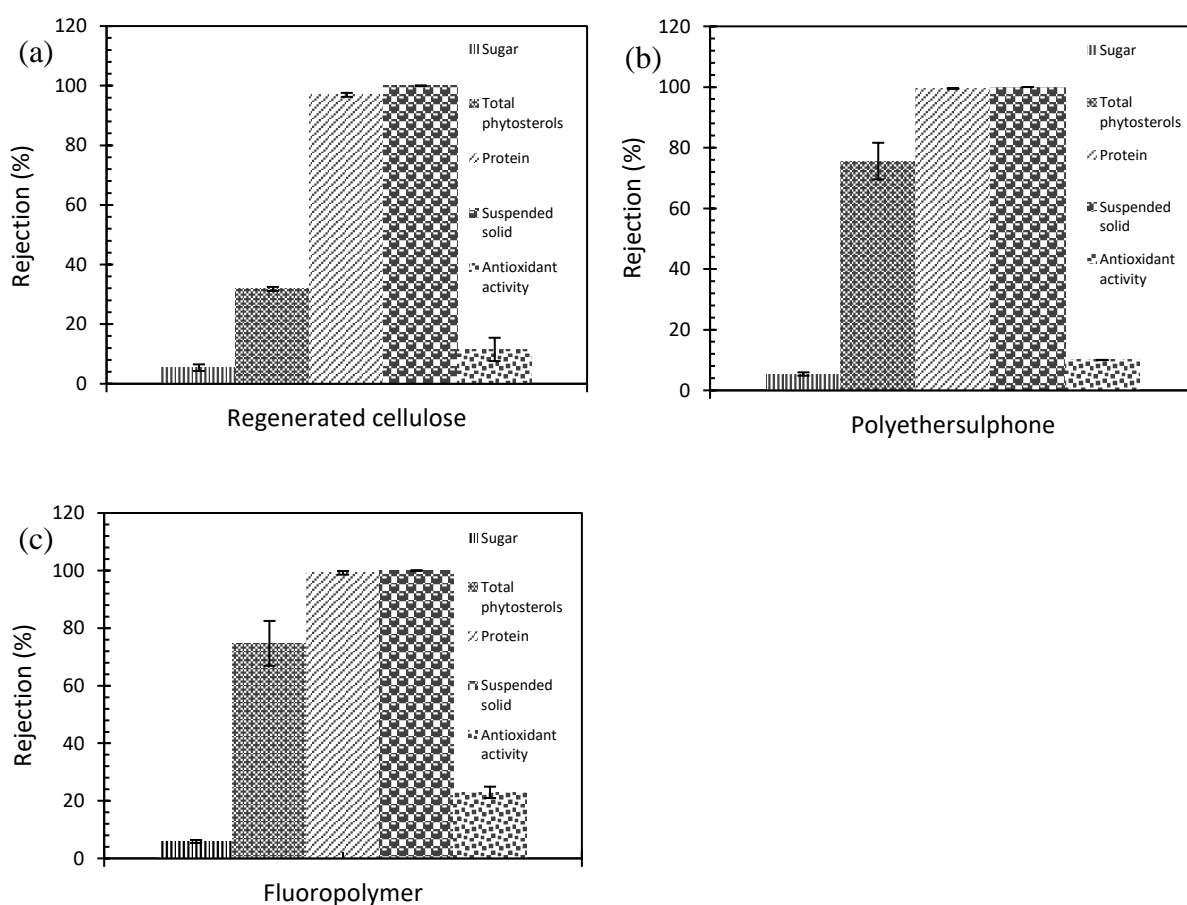 (a)
Rejection (%)
120
100
80
60
40
20
0
Sugar
Total
phytosterols
Protein
Suspended
solid
Antioxidant
activity
Regenerated cellulose
(b)
Rejection (%)
120
100
80
60
40
20
0
Sugar
Total
phytosterols
Protein
Suspended
solid
Antioxidant
activity
Polyethersulphone
(c)
Rejection (%)
120
100
80
60
40
20
0
Sugar
Total
phytosterols
Protein
Suspended
solid
Antioxidant
activity
Fluoropolymer